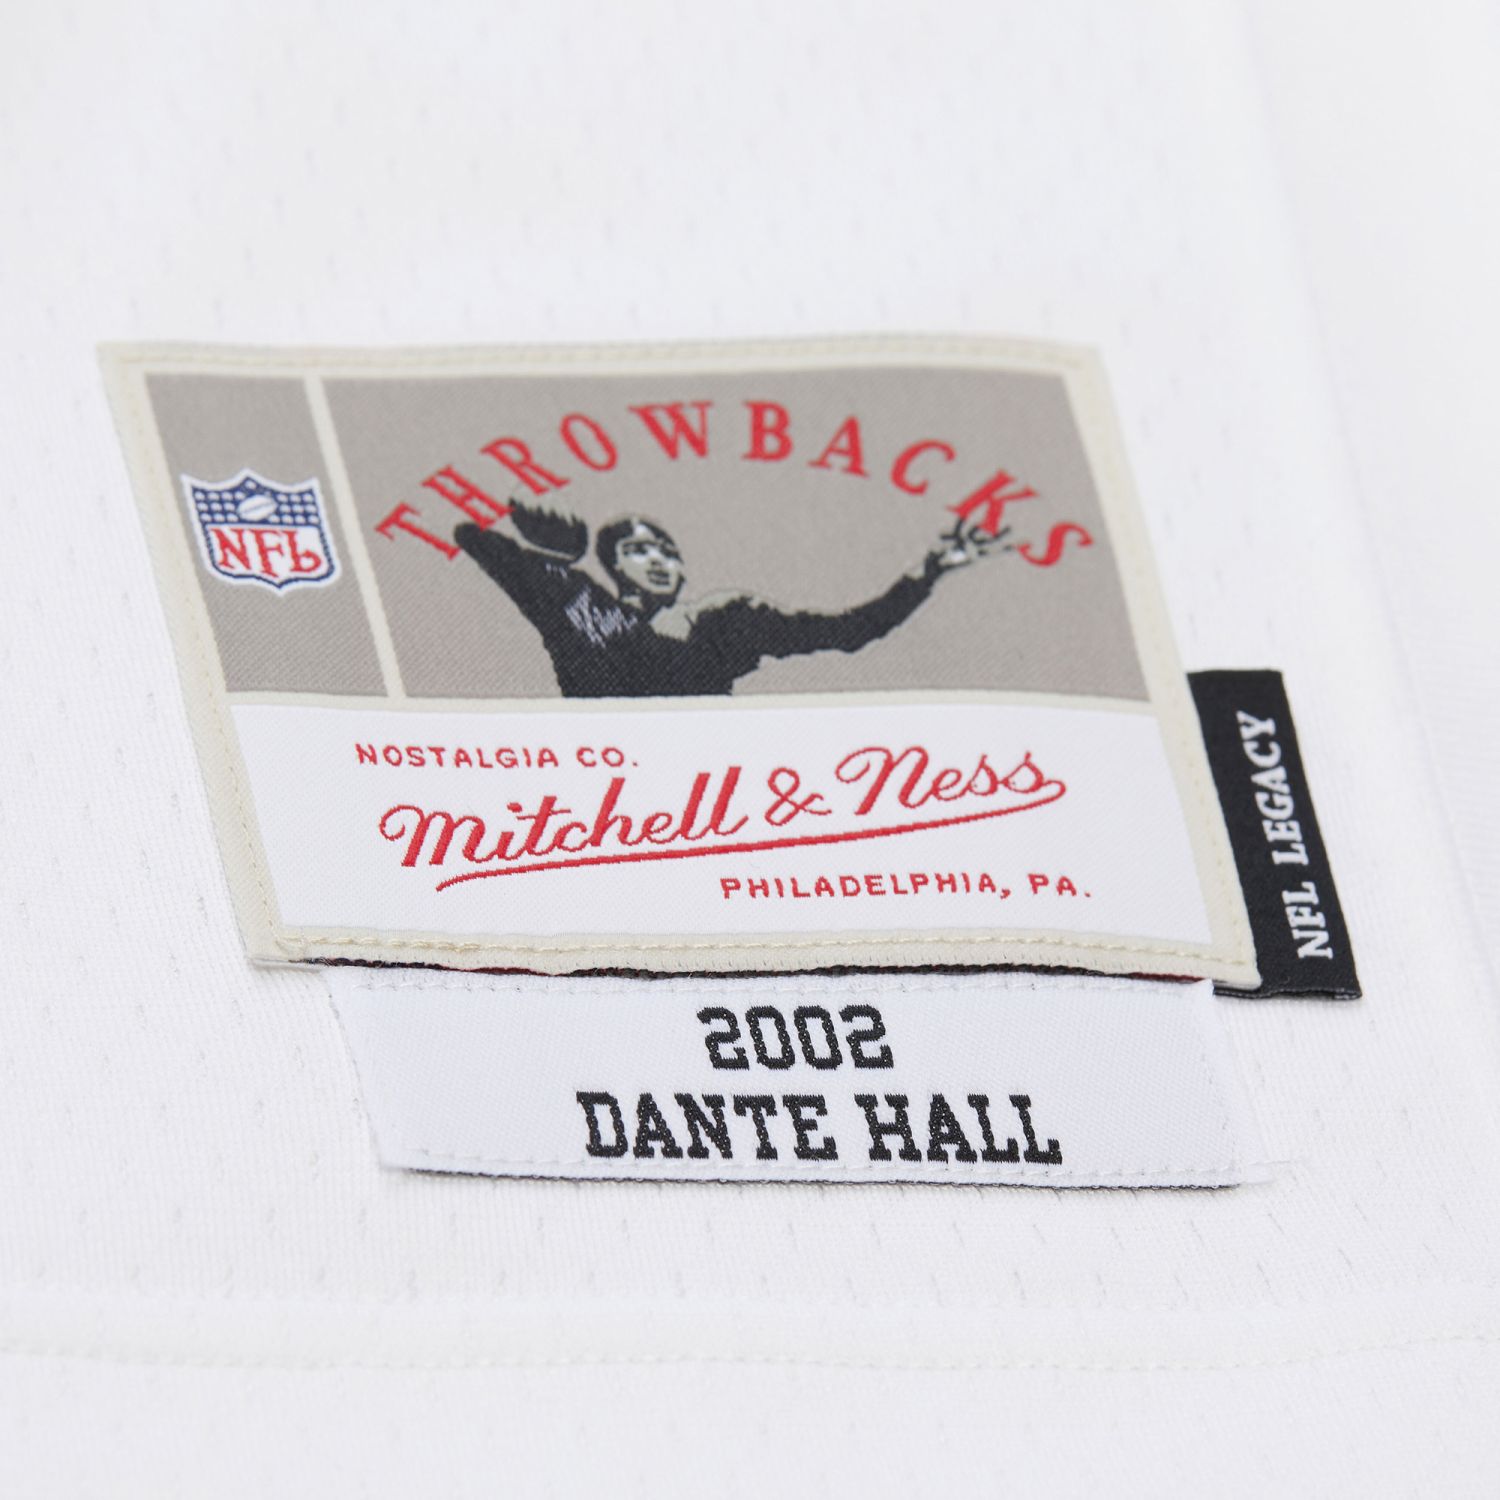 THROWBACKS
NFL
NOSTALGIA CO.
Mitchell & Ness
PHILADELPHIA, PA.
NFL LEGACY
2002
DANTE HALL